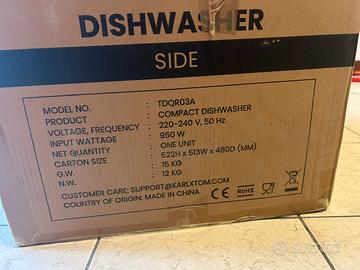 DISHWASHER
SIDE
MODEL NO. : TDQR03A
PRODUCT : COMPACT DISHWASHER
VOLTAGE, FREQUENCY : 220-240 V, 50 Hz
INPUT WATTAGE : 950 W
NET QUANTITY : ONE UNIT
CARTON SIZE : 522H x 513W x 480D (MM)
G.W. : 15 KG
N.W. : 12 KG
CUSTOMER CARE: SUPPORT@KARLXTOM.COM
COUNTRY OF ORIGIN: MADE IN CHINA
CE
RoHS
subito